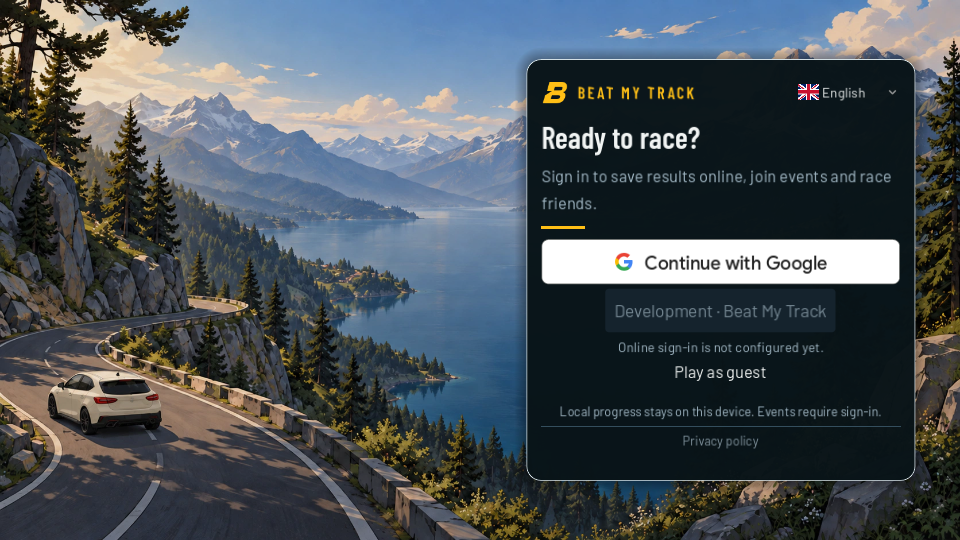 BEAT MY TRACK
English
Ready to race?
Sign in to save results online, join events and race
friends.
Continue with Google
Development · Beat My Track
Online sign-in is not configured yet.
Play as guest
Local progress stays on this device. Events require sign-in.
Privacy policy